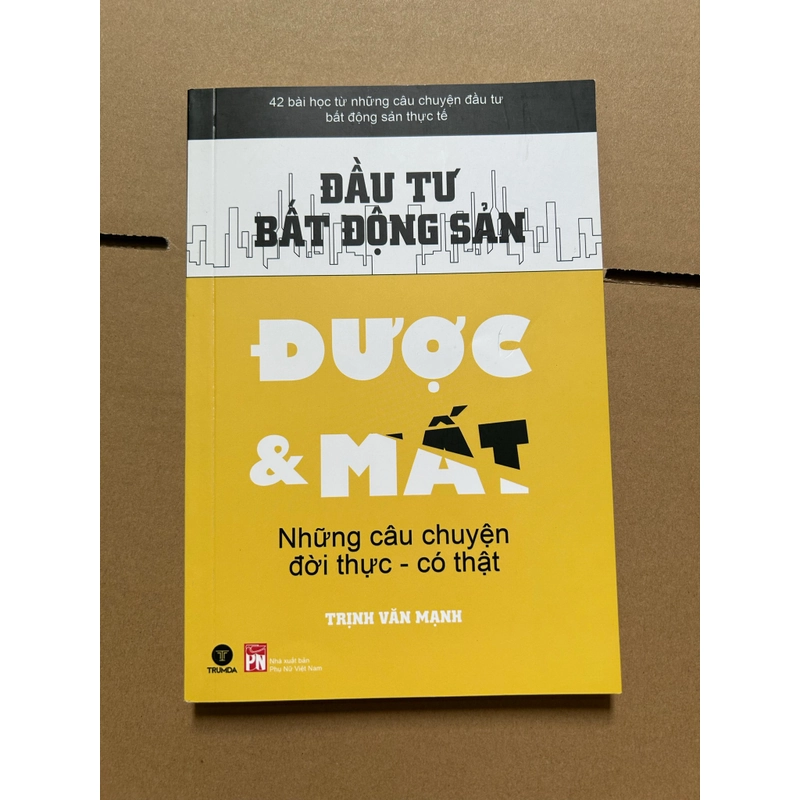 42 bài học từ những câu chuyện đầu tư
bất động sản thực tế
ĐẦU TƯ
BẤT ĐỘNG SẢN
ĐƯỢC
& MẤT
Những câu chuyện
đời thực - có thật
TRỊNH VĂN MẠNH
TRUMDA
PN
Nhà xuất bản
Phụ Nữ Việt Nam